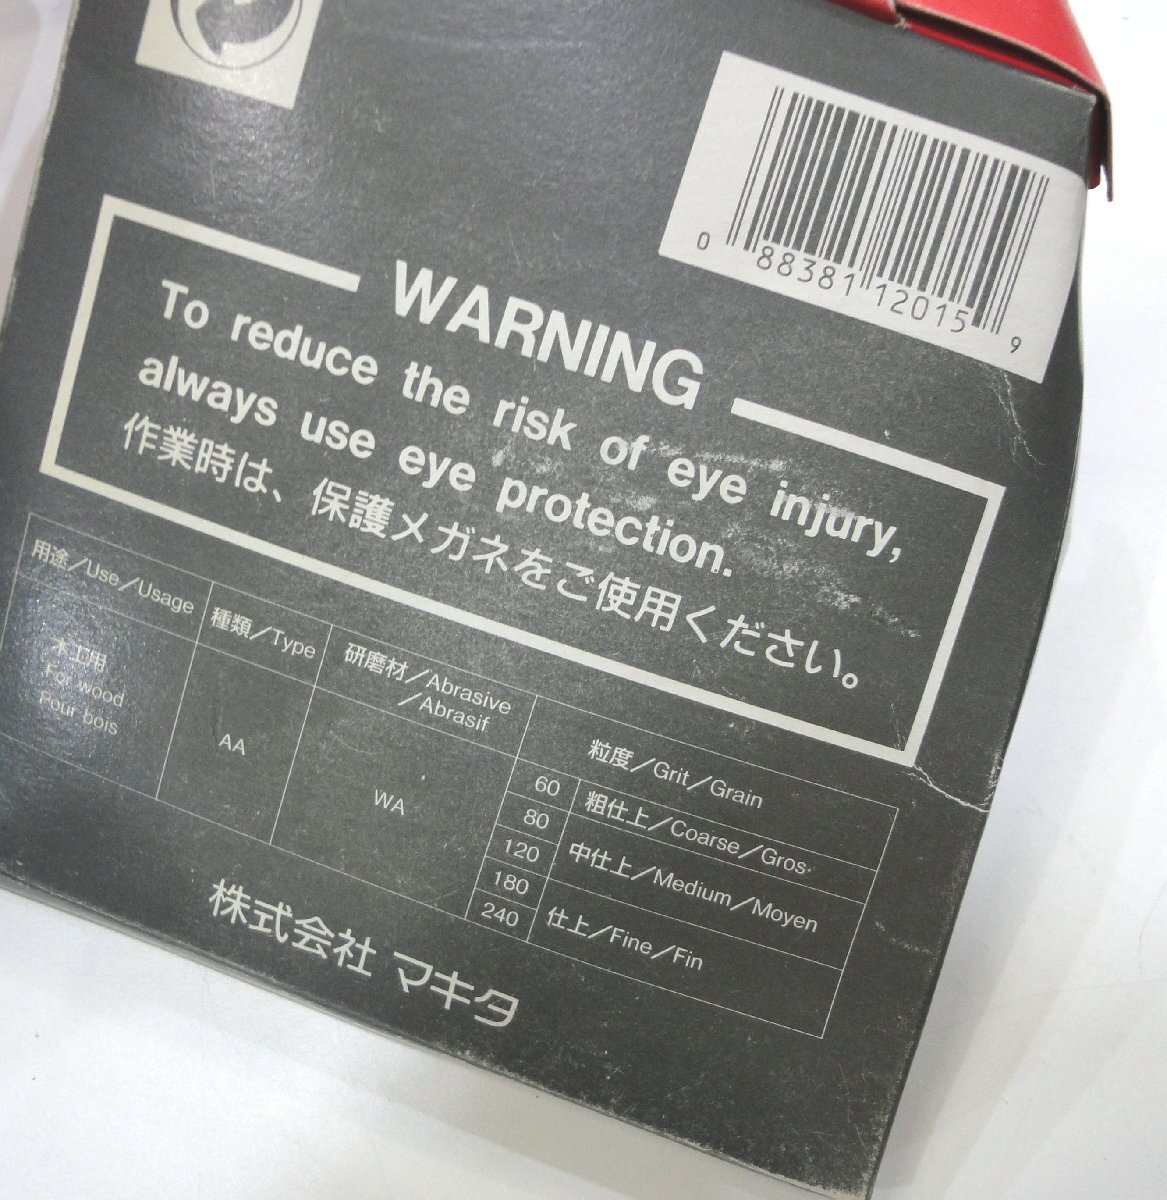 0 88381 12015 9
WARNING
To reduce the risk of eye injury,
always use eye protection.
作業時は、保護メガネをご使用ください。
用途／Use／Usage
種類／Type
研磨材／Abrasive
／Abrasif
粒度／Grit／Grain
木工用
For wood
Pour bois
AA
WA
60
80
120
180
240
粗仕上／Coarse／Gros
中仕上／Medium／Moyen
仕上／Fine／Fin
株式会社 マキタ